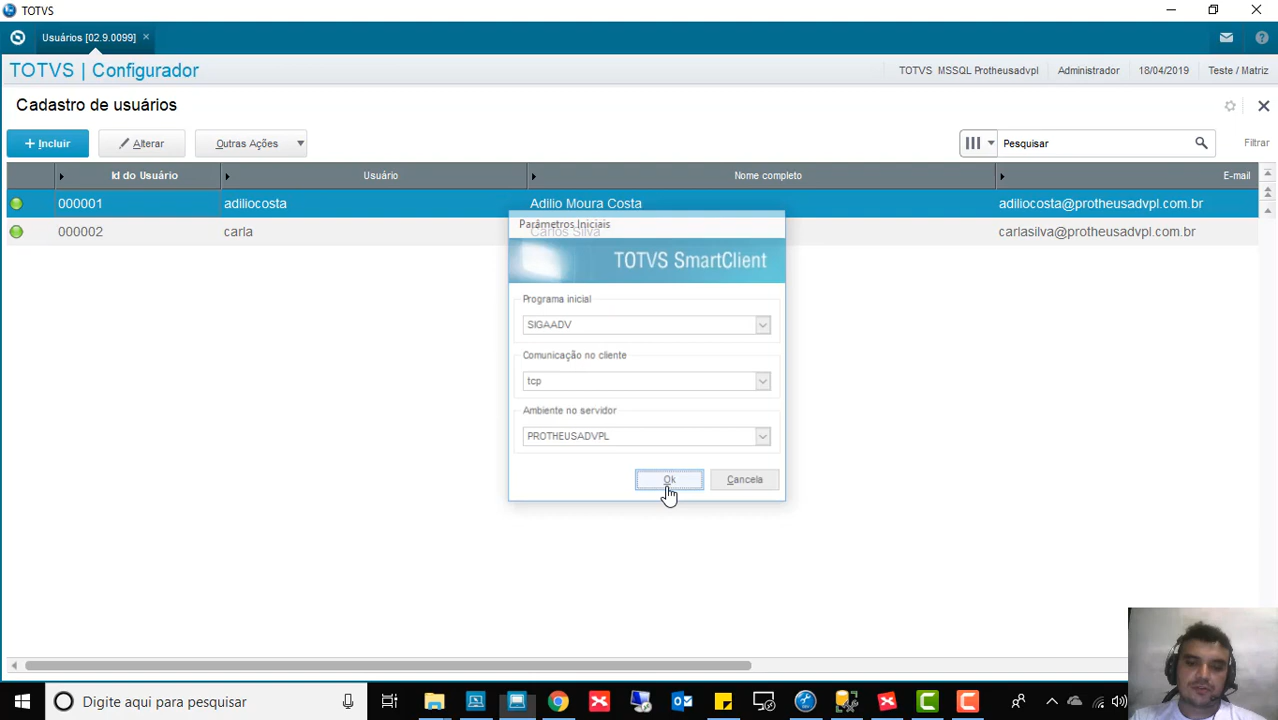 TOTVS
Usuários [02.9.0099]
TOTVS | Configurador
TOTVS MSSQL Protheusadvpl
Administrador
18/04/2019
Teste / Matriz
Cadastro de usuários
+ Incluir
Alterar
Outras Ações
Pesquisar
Filtrar
Id do Usuário
Usuário
Nome completo
E-mail
000001
adiliocosta
Adilio Moura Costa
adiliocosta@protheusadvpl.com.br
000002
carla
Carlos Silva
carlasilva@protheusadvpl.com.br
Parâmetros Iniciais
TOTVS SmartClient
Programa inicial
SIGAADV
Comunicação no cliente
tcp
Ambiente no servidor
PROTHEUSADVPL
Ok
Cancela
Digite aqui para pesquisar